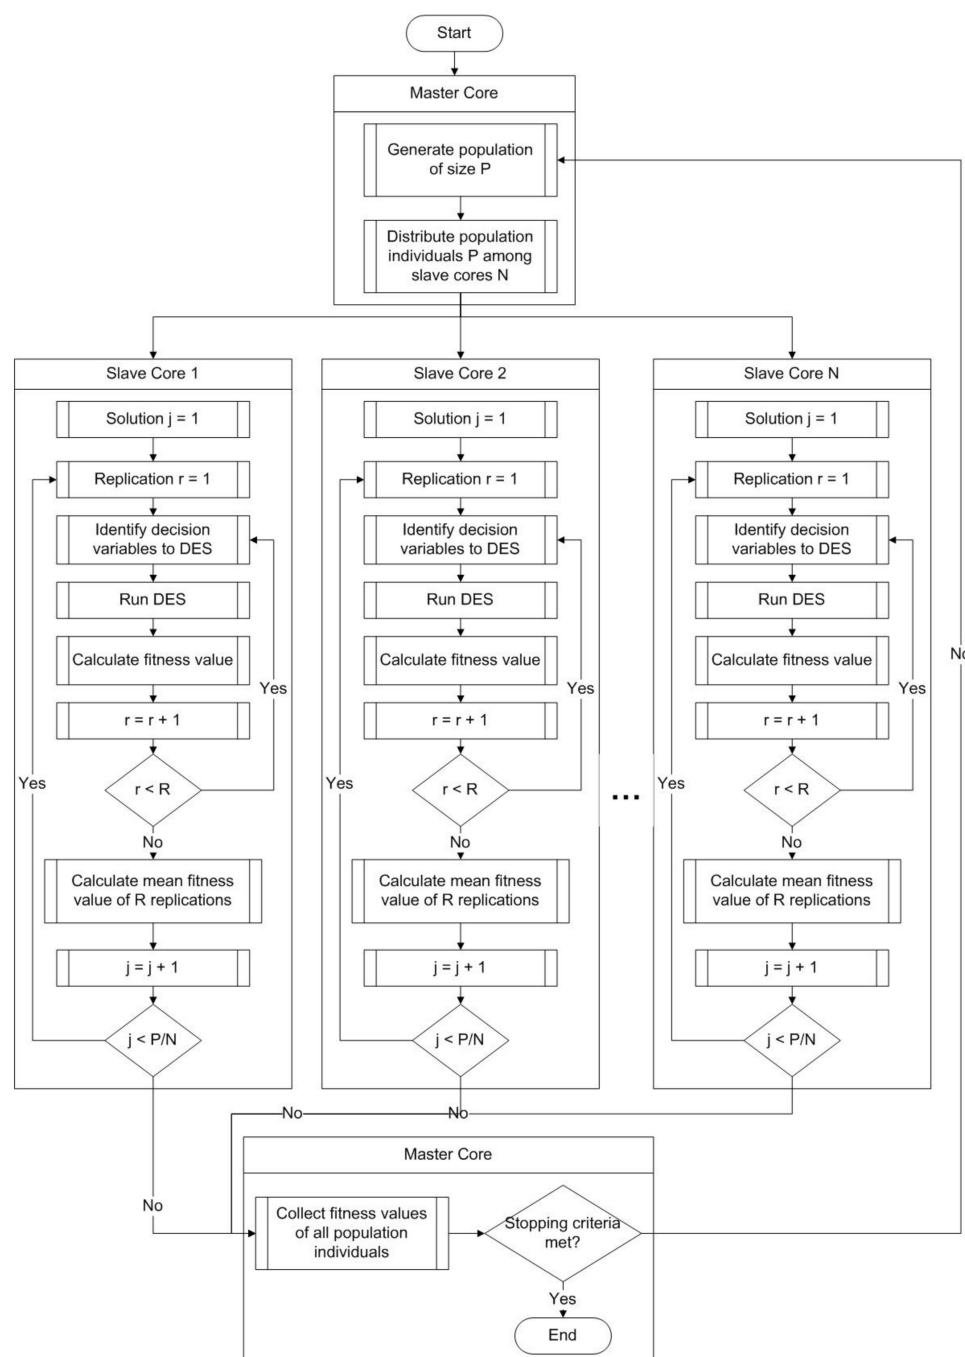 Start
Master Core
Generate population
of size P
Distribute population
individuals P among
slave cores N
Slave Core 1
Solution j = 1
Replication r = 1
Identify decision
variables to DES
Run DES
Calculate fitness value
Yes
r = r + 1
Yes
r < R
No
Calculate mean fitness
value of R replications
j = j + 1
j < P/N
Slave Core 2
Solution j = 1
Replication r = 1
Identify decision
variables to DES
Run DES
Calculate fitness value
Yes
r = r + 1
Yes
r < R
No
Calculate mean fitness
value of R replications
j = j + 1
j < P/N
...
Slave Core N
Solution j = 1
Replication r = 1
Identify decision
variables to DES
Run DES
Calculate fitness value
Yes
r = r + 1
Yes
r < R
No
Calculate mean fitness
value of R replications
j = j + 1
j < P/N
No
No
No
No
Master Core
Collect fitness values
of all population
individuals
Stopping criteria
met?
Yes
End